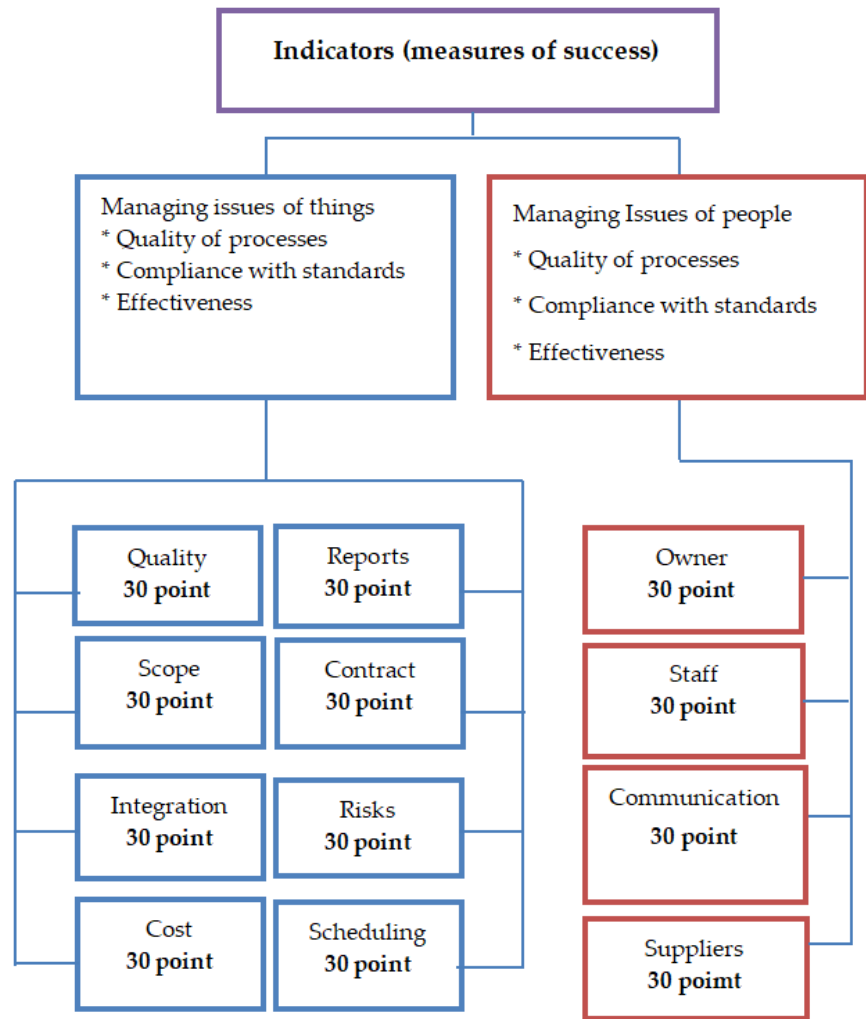 Indicators (measures of success)
Managing issues of things
* Quality of processes
* Compliance with standards
* Effectiveness
Managing Issues of people
* Quality of processes
* Compliance with standards
* Effectiveness
Quality
30 point
Reports
30 point
Owner
30 point
Scope
30 point
Contract
30 point
Staff
30 point
Integration
30 point
Risks
30 point
Communication
30 point
Cost
30 point
Scheduling
30 point
Suppliers
30 poimt